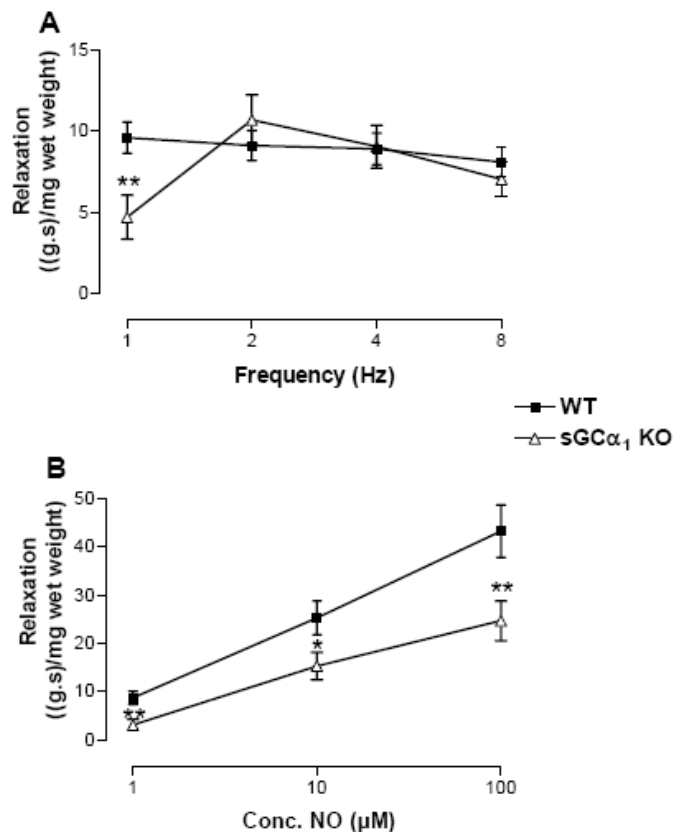 A
Relaxation
((g.s)/mg wet weight)
15
10
5
0
**
1 2 4 8
Frequency (Hz)
WT
sGCα₁ KO
B
Relaxation
((g.s)/mg wet weight)
50
40
30
20
10
0
**
*
**
1 10 100
Conc. NO (µM)